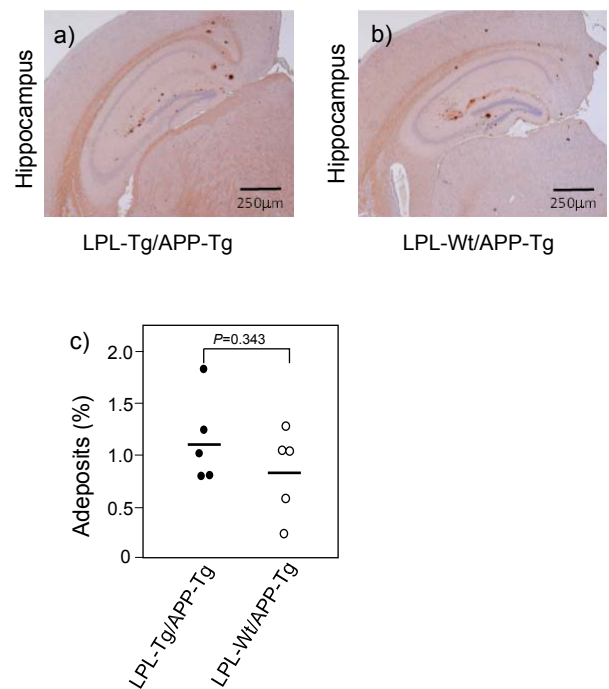 a)
Hippocampus
250µm
LPL-Tg/APP-Tg
b)
Hippocampus
250µm
LPL-Wt/APP-Tg
c)
P=0.343
Adeposits (%)
2.0
1.5
1.0
0.5
0
LPL-Tg/APP-Tg
LPL-Wt/APP-Tg